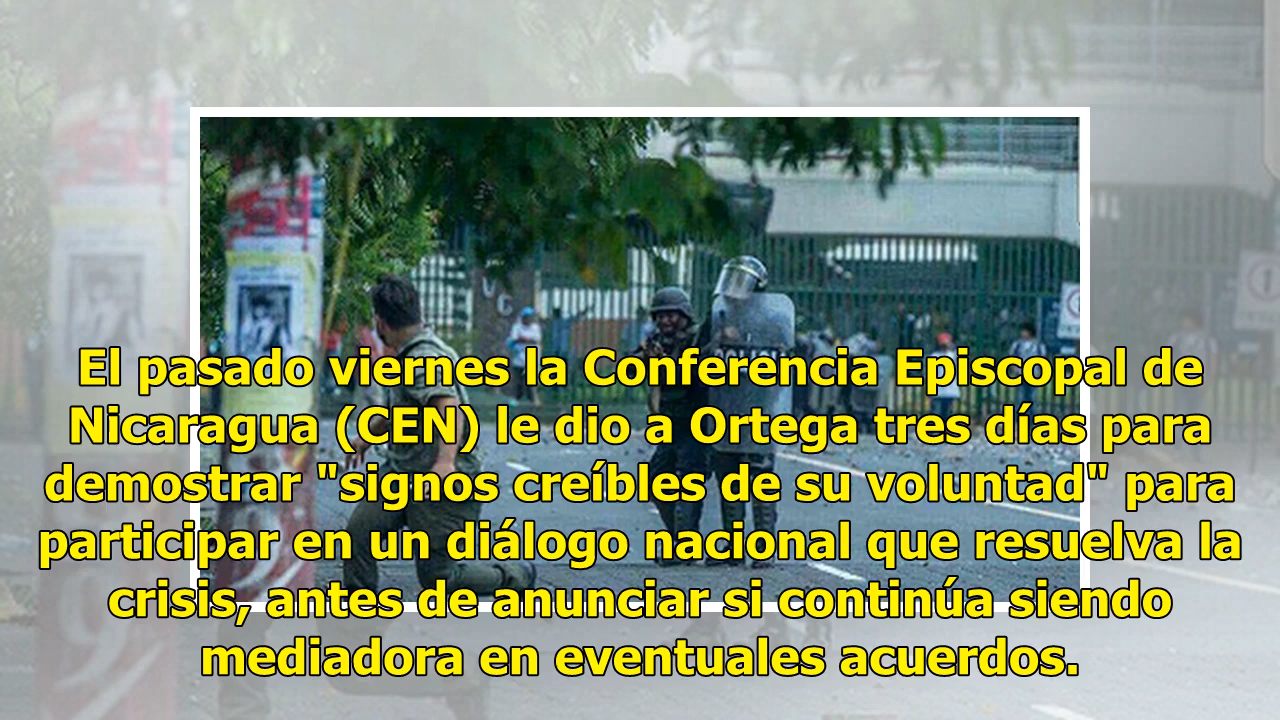 El pasado viernes la Conferencia Episcopal de
Nicaragua (CEN) le dio a Ortega tres días para
demostrar "signos creíbles de su voluntad" para
participar en un diálogo nacional que resuelva la
crisis, antes de anunciar si continúa siendo
mediadora en eventuales acuerdos.